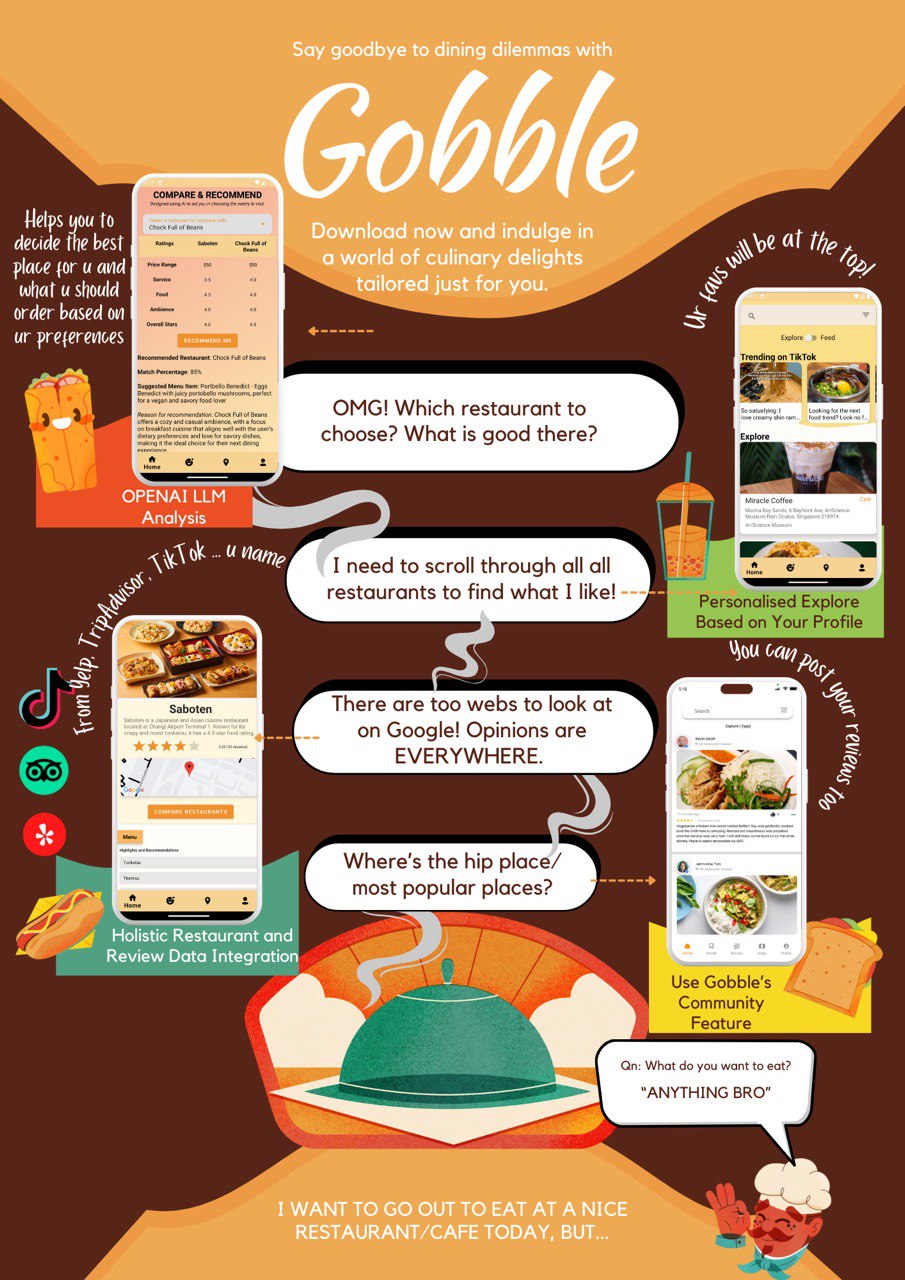 Say goodbye to dining dilemmas with
Gobble
Download now and indulge in
a world of culinary delights
tailored just for you.
Helps you to
decide the best
place for u and
what u should
order based on
ur preferences
COMPARE & RECOMMEND
Designed using AI to aid you in choosing the eatery to visit
Select a restaurant to compare with
Chock Full of Beans
Ratings Saboten Chock Full of
Beans
Price Range $50 $50
Service 3.5 4.0
Food 4.5 4.0
Ambience 4.0 4.0
Overall Stars 4.0 4.5
RECOMMEND ME
Recommended Restaurant: Chock Full of Beans
Match Percentage: 85%
Suggested Menu Item: Portbello Benedict - Eggs
Benedict with juicy portobello mushrooms, perfect
for a vegan and savory food lover
Reason for recommendation: Chock Full of Beans
offers a cozy and casual ambience, with a focus
on breakfast cuisine that aligns well with the user's
dietary preferences and love for savory dishes,
making it the ideal choice for their next dining
experience
Home
OPENAI LLM
Analysis
Ur favs will be at the top!
Explore Feed
Trending on TikTok
So satusfying. I
love creamy shin ram...
Looking for the next
food trend? Look no f...
Explore
Miracle Coffee
Cafe
Marina Bay Sands, 6 Bayfront Ave, ArtScience
Museum Rain Oculus, Singapore 018974
ArtScience Museum
Home
Personalised Explore
Based on Your Profile
OMG! Which restaurant to
choose? What is good there?
I need to scroll through all all
restaurants to find what I like!
From Yelp, TripAdvisor, TikTok ... u name
Saboten
Saboten is a Japanese and Asian cuisine restaurant
located at Changi Airport Terminal 1. Known for its
crispy and moist tonkatsu, it has a 4.5-star food rating
Google
COMPARE RESTAURANTS
Menu
Highlights and Recommendations
Tonkatsu
Home
Holistic Restaurant and
Review Data Integration
There are too webs to look at
on Google! Opinions are
EVERYWHERE.
You can post your reviews too
5:18
Search
Explore | Feed
Kevin Serah
Use Gobble's
Community
Feature
Where's the hip place/
most popular places?
Qn: What do you want to eat?
"ANYTHING BRO"
I WANT TO GO OUT TO EAT AT A NICE
RESTAURANT/CAFE TODAY, BUT...